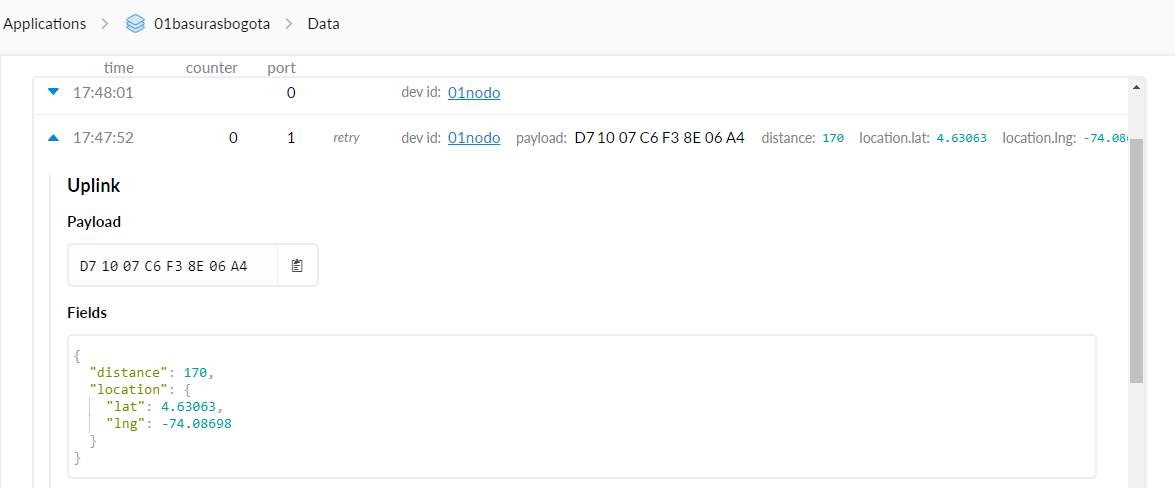 Applications > 01basurasbogota > Data
time counter port
17:48:01 0 dev id: 01nodo
17:47:52 0 1 retry dev id: 01nodo payload: D7 10 07 C6 F3 8E 06 A4 distance: 170 location.lat: 4.63063 location.lng: -74.08
Uplink
Payload
D7 10 07 C6 F3 8E 06 A4
Fields
{
"distance": 170,
"location": {
"lat": 4.63063,
"lng": -74.08698
}
}